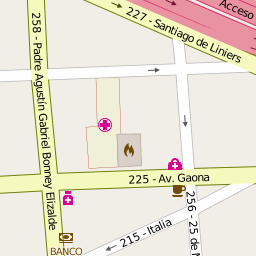 Acceso
227 - Santiago de Liniers
258 - Padre Agustín Gabriel Bonney Elizalde
225 - Av. Gaona
256 - 25 de
215 - Italia
BANCO